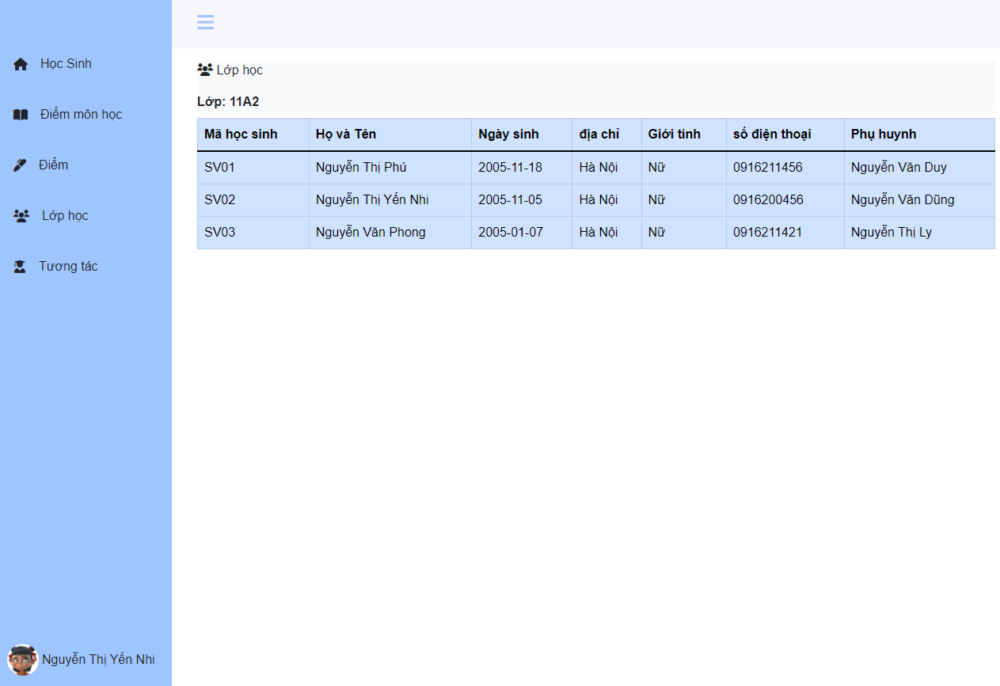 Học Sinh
Điểm môn học
Điểm
Lớp học
Tương tác
Nguyễn Thị Yến Nhi
Lớp học
Lớp: 11A2
Mã học sinh Họ và Tên Ngày sinh địa chỉ Giới tính số điện thoại Phụ huynh
SV01 Nguyễn Thị Phú 2005-11-18 Hà Nội Nữ 0916211456 Nguyễn Văn Duy
SV02 Nguyễn Thị Yến Nhi 2005-11-05 Hà Nội Nữ 0916200456 Nguyễn Văn Dũng
SV03 Nguyễn Văn Phong 2005-01-07 Hà Nội Nữ 0916211421 Nguyễn Thị Ly